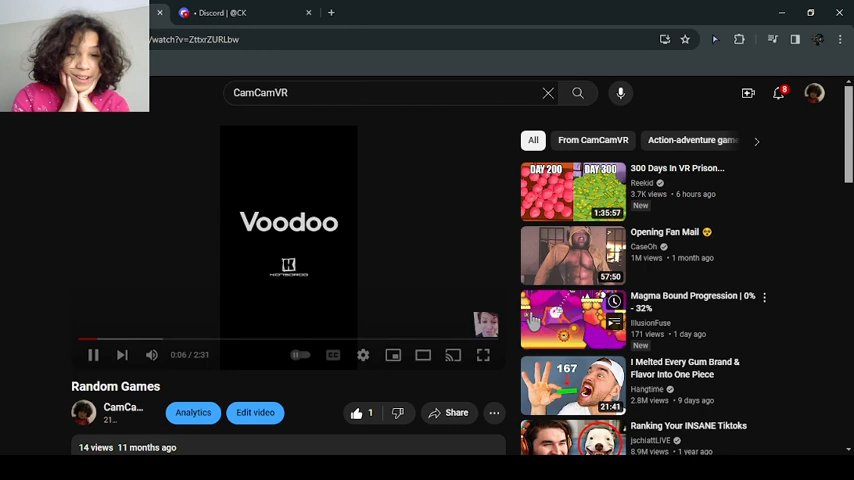 Discord | @CK
/watch?v=ZttxrZURLbw
CamCamVR
8
Voodoo
0:06 / 2:31
Random Games
CamCa...
21...
Analytics
Edit video
1
Share
14 views 11 months ago
All
From CamCamVR
Action-adventure game
DAY 200
DAY 300
1:35:57
300 Days In VR Prison...
Reekid
3.7K views • 6 hours ago
New
57:50
Opening Fan Mail
CaseOh
1M views • 1 month ago
Magma Bound Progression | 0%
- 32%
IllusionFuse
171 views • 1 day ago
New
167
21:41
I Melted Every Gum Brand &
Flavor Into One Piece
Hangtime
2.8M views • 9 days ago
Ranking Your INSANE Tiktoks
jschlattLIVE
8.9M views • 1 year ago